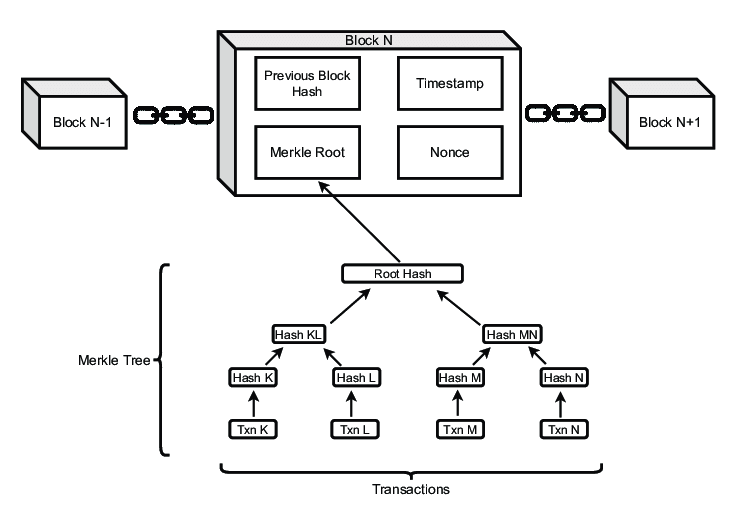 Block N
Previous Block
Hash
Timestamp
Block N-1
Block N+1
Merkle Root
Nonce
Root Hash
Hash KL
Hash MN
Merkle Tree
Hash K
Hash L
Hash M
Hash N
Txn K
Txn L
Txn M
Txn N
Transactions